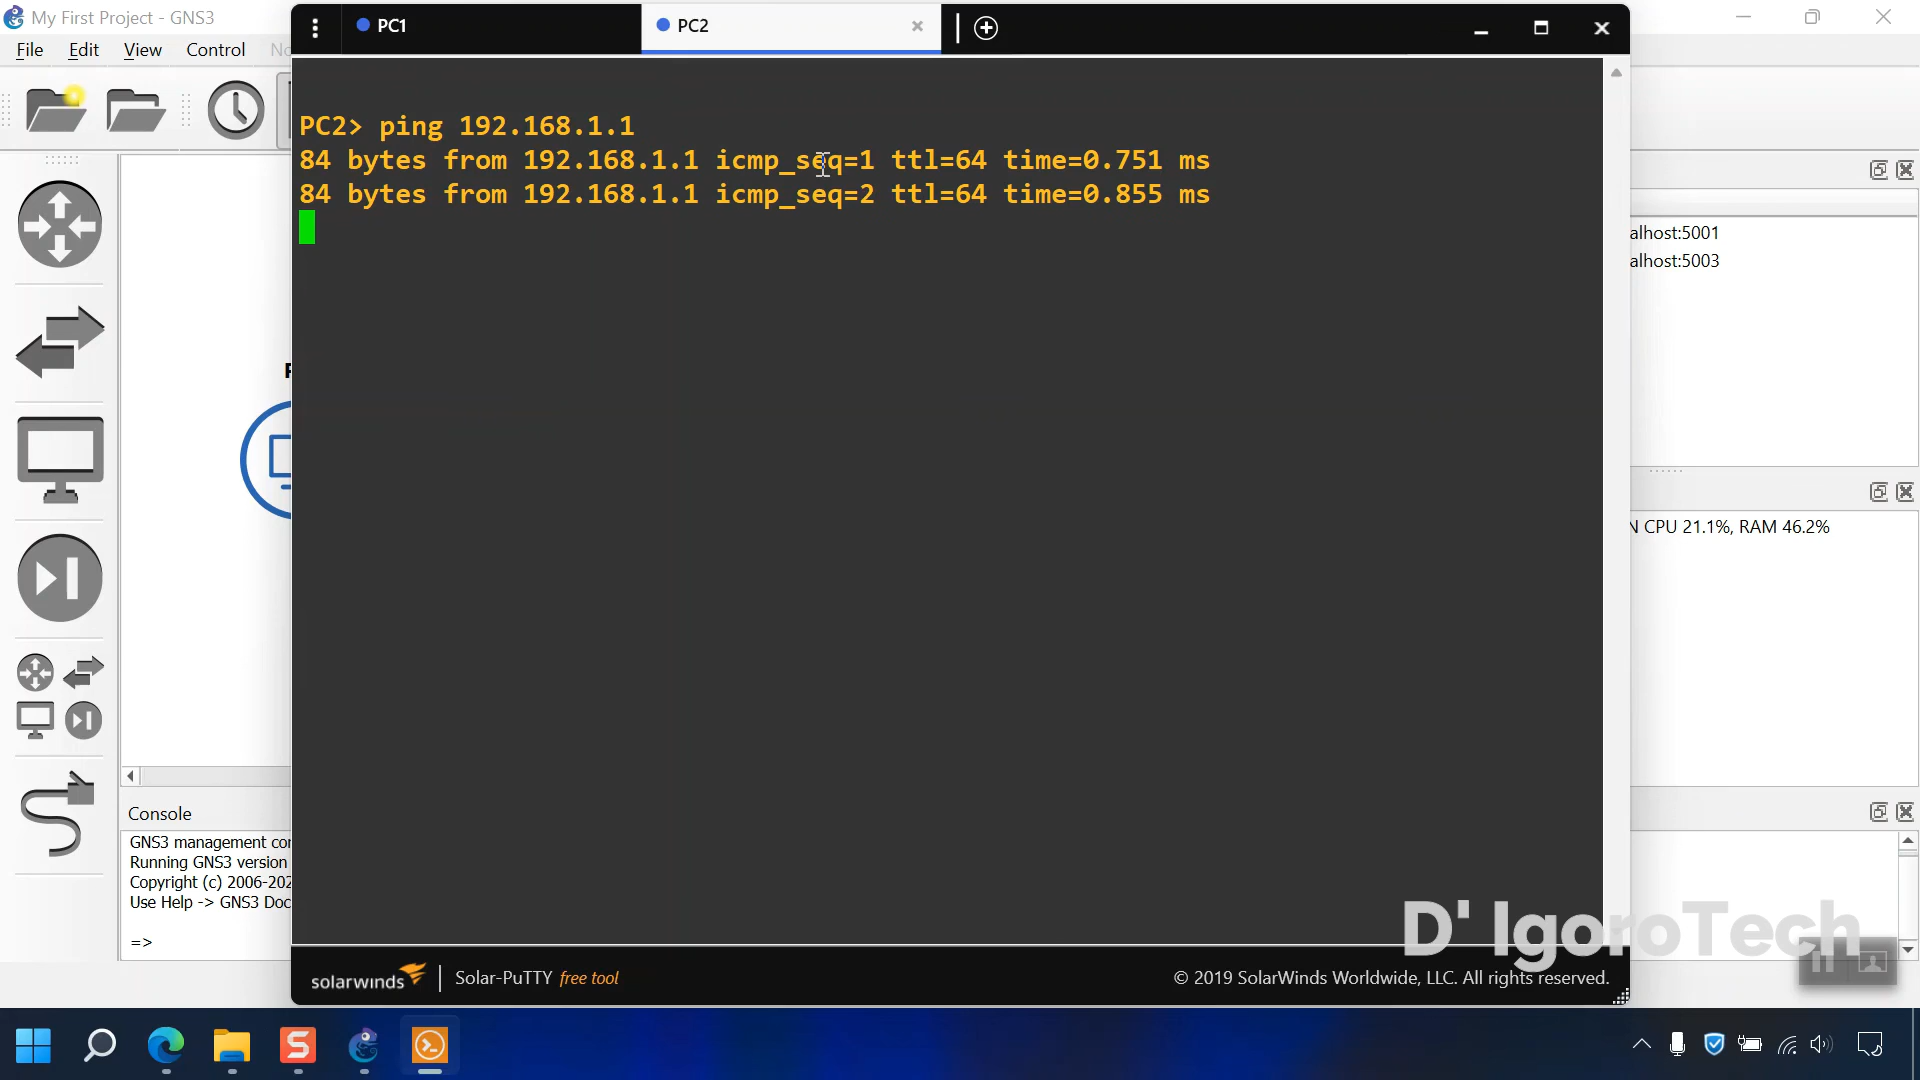 My First Project - GNS3
File Edit View Control
PC1
PC2
PC2> ping 192.168.1.1
84 bytes from 192.168.1.1 icmp_seq=1 ttl=64 time=0.751 ms
84 bytes from 192.168.1.1 icmp_seq=2 ttl=64 time=0.855 ms
alhost:5001
alhost:5003
N CPU 21.1%, RAM 46.2%
Console
GNS3 management cor
Running GNS3 version
Copyright (c) 2006-202
Use Help -> GNS3 Doc
=>
D' IgoroTech
solarwinds
Solar-PuTTY free tool
© 2019 SolarWinds Worldwide, LLC. All rights reserved.